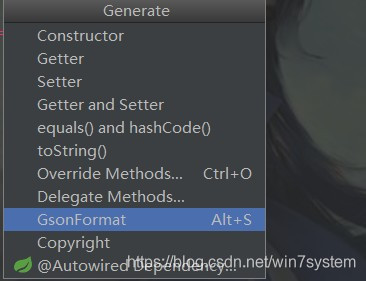 Generate
Constructor
Getter
Setter
Getter and Setter
equals() and hashCode()
toString()
Override Methods... Ctrl+O
Delegate Methods...
GsonFormat Alt+S
Copyright
@Autowired Dependency...
https://blog.csdn.net/win7system